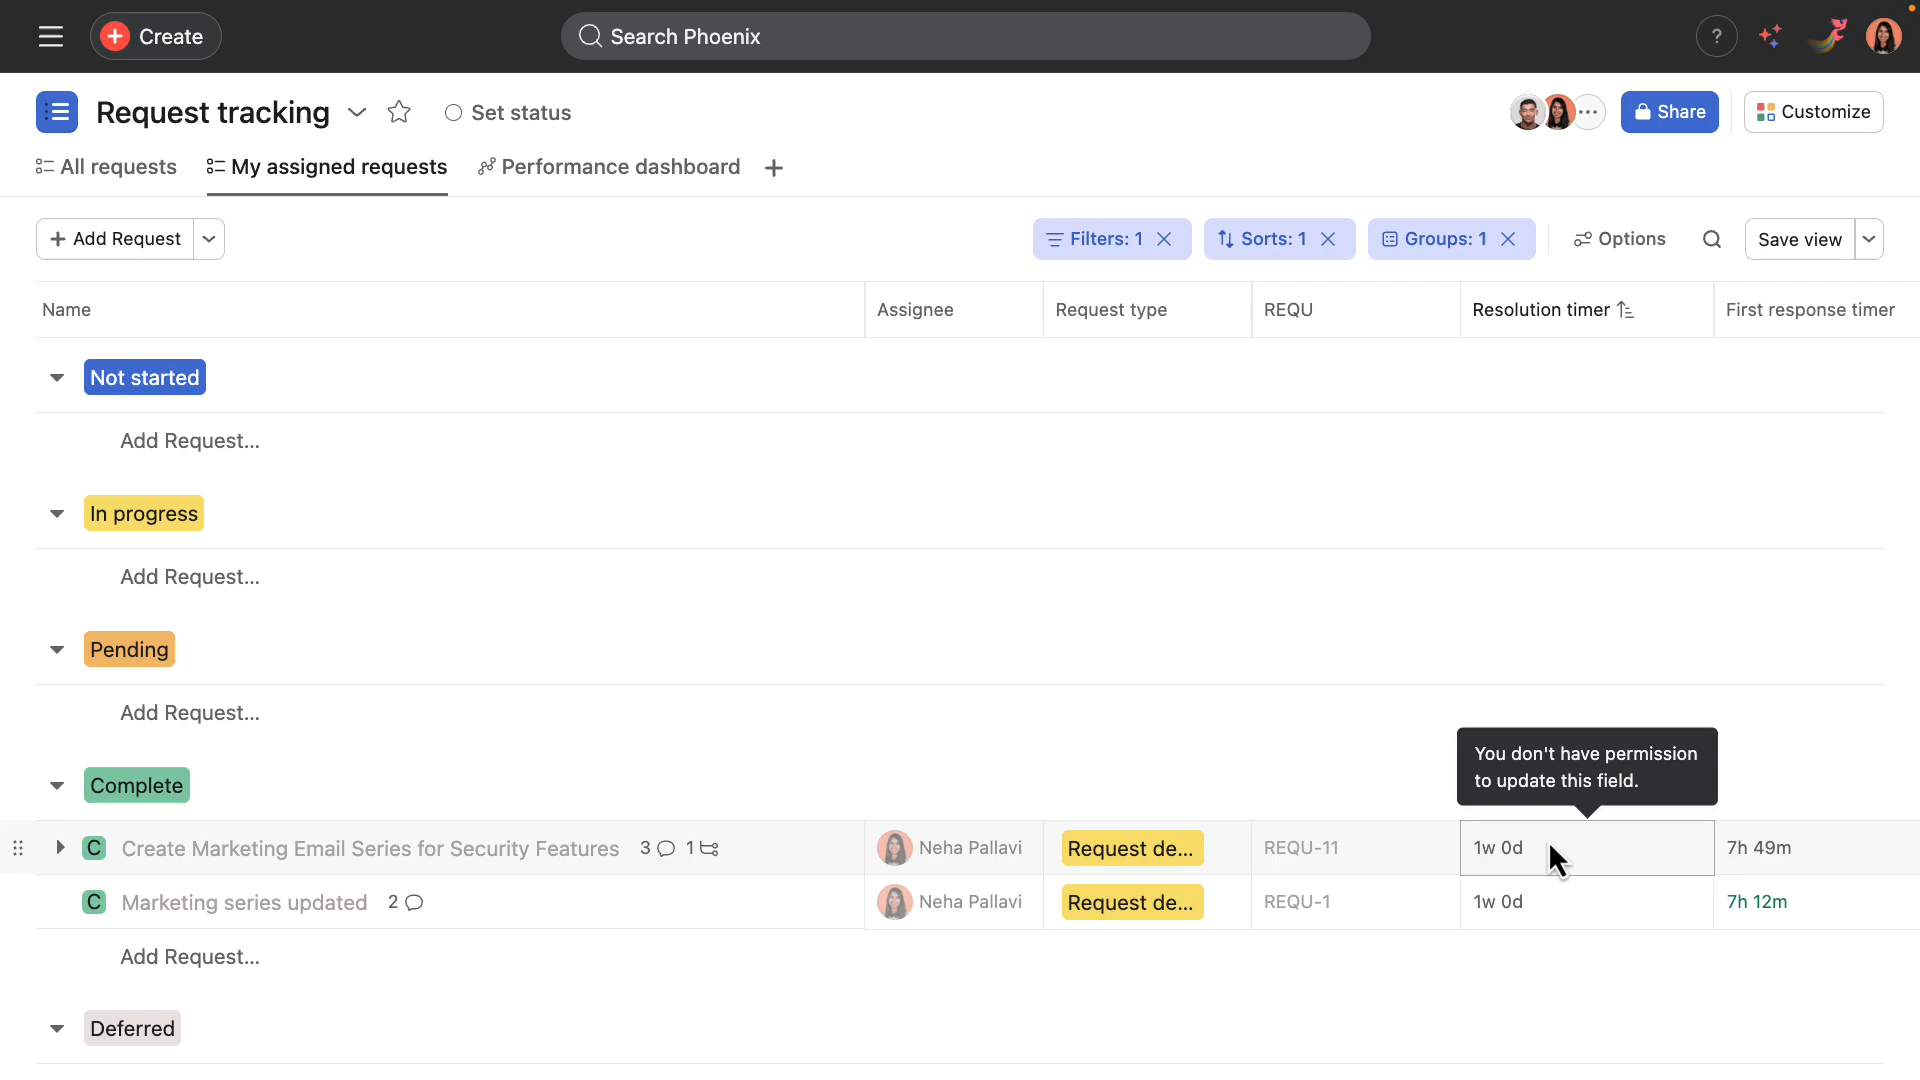 Create
Search Phoenix
?
Request tracking
Set status
Share
Customize
All requests
My assigned requests
Performance dashboard
Add Request
Filters: 1
Sorts: 1
Groups: 1
Options
Save view
Name
Assignee
Request type
REQU
Resolution timer
First response timer
Not started
Add Request...
In progress
Add Request...
Pending
Add Request...
You don't have permission
to update this field.
Complete
C Create Marketing Email Series for Security Features 3 1 Neha Pallavi Request de... REQU-11 1w 0d 7h 49m
C Marketing series updated 2 Neha Pallavi Request de... REQU-1 1w 0d 7h 12m
Add Request...
Deferred